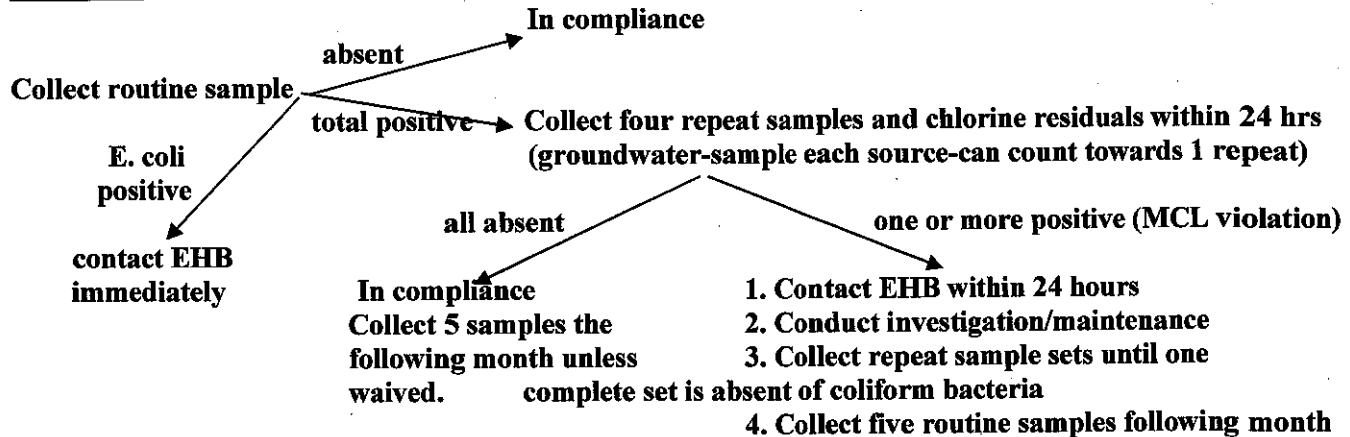 In compliance
absent
Collect routine sample
total positive
Collect four repeat samples and chlorine residuals within 24 hrs
(groundwater-sample each source-can count towards 1 repeat)
E. coli
positive
contact EHB
immediately
all absent
one or more positive (MCL violation)
In compliance
Collect 5 samples the
following month unless
waived.
1. Contact EHB within 24 hours
2. Conduct investigation/maintenance
3. Collect repeat sample sets until one
complete set is absent of coliform bacteria
4. Collect five routine samples following month